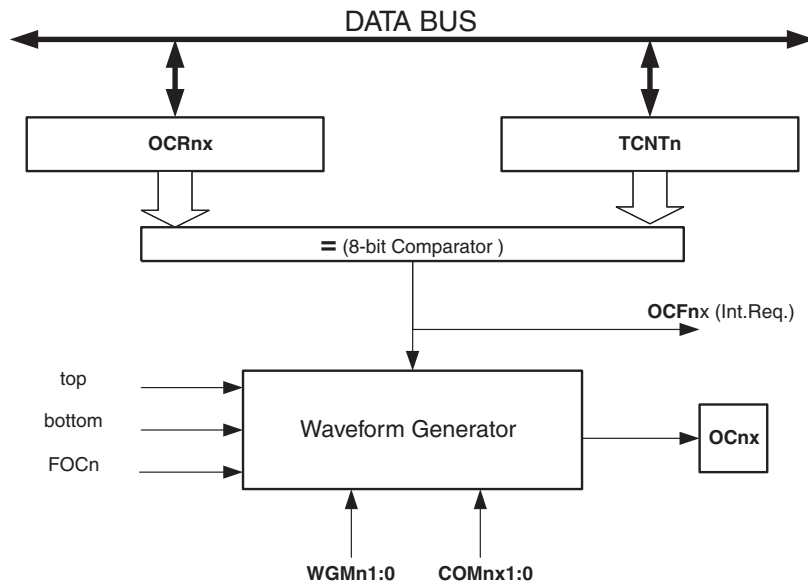 DATA BUS
OCRnx
TCNTn
= (8-bit Comparator )
OCFnx (Int.Req.)
top
bottom
FOCn
Waveform Generator
OCnx
WGMn1:0
COMnx1:0